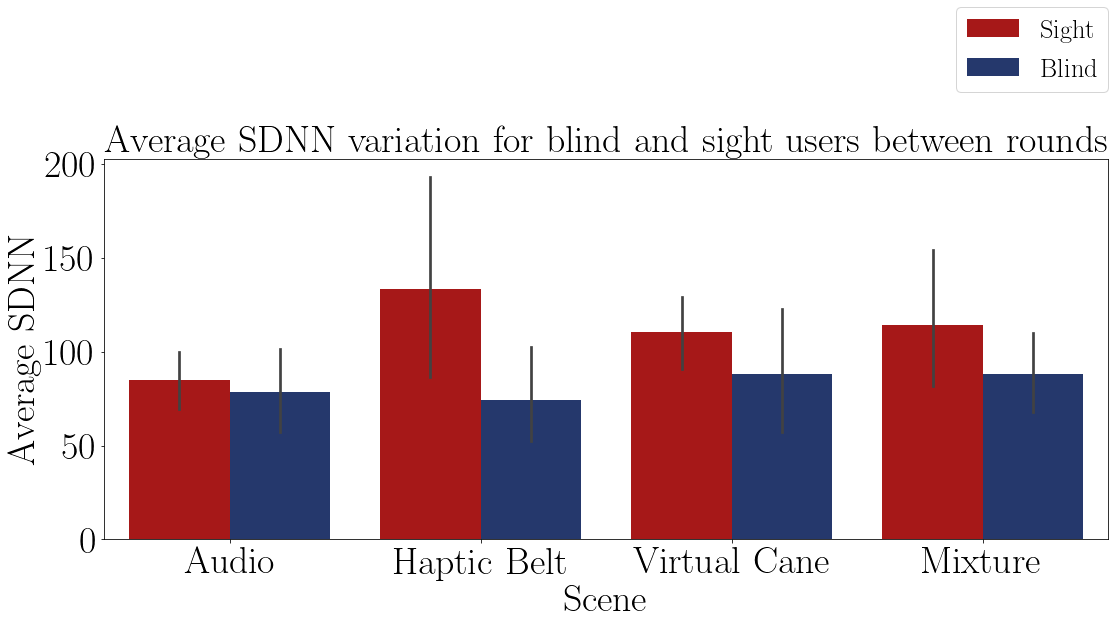 Sight
Blind
Average SDNN variation for blind and sight users between rounds
200
150
100
50
0
Average SDNN
Audio
Haptic Belt
Virtual Cane
Mixture
Scene